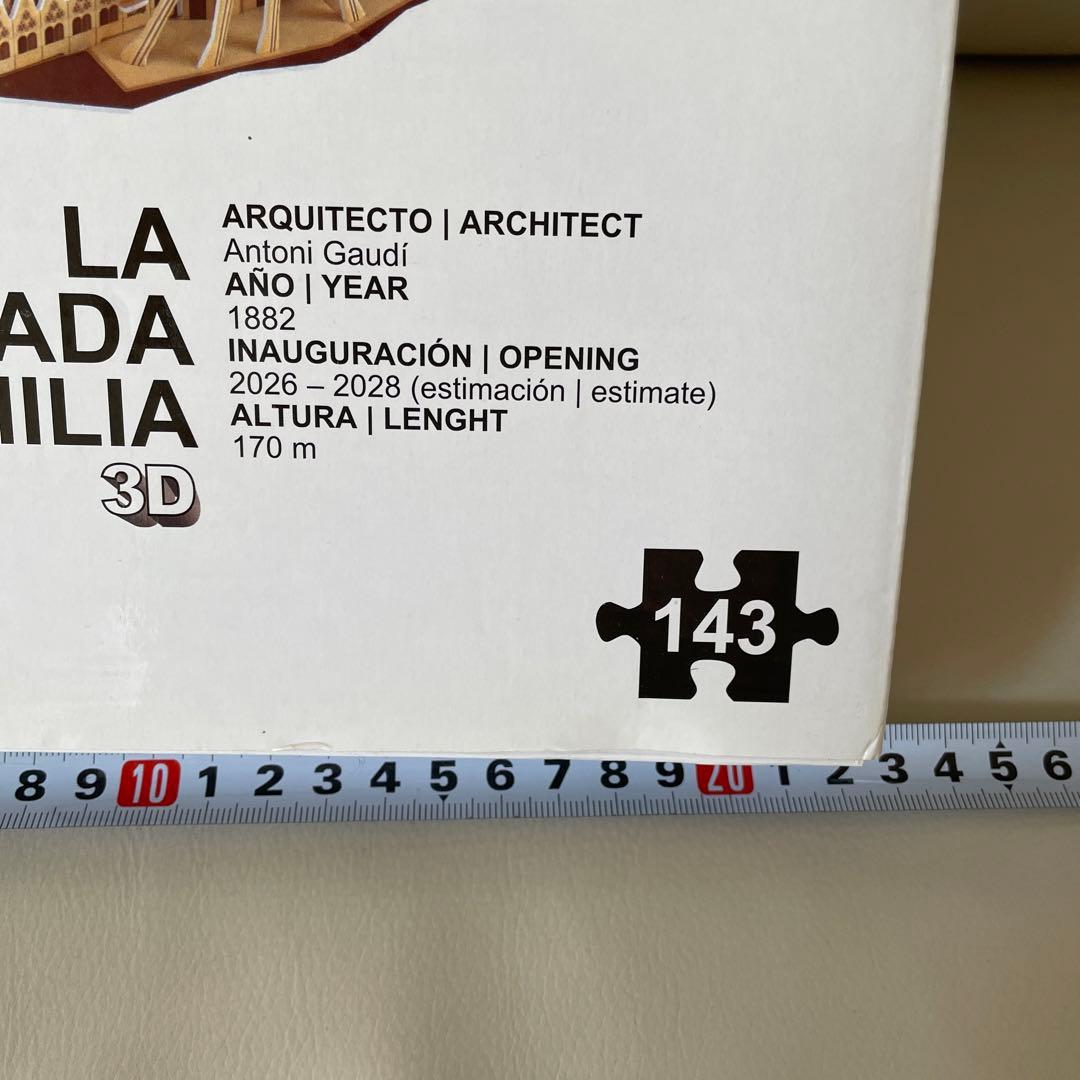 LA
ADA
MILIA
3D
ARQUITECTO | ARCHITECT
Antoni Gaudí
AÑO | YEAR
1882
INAUGURACIÓN | OPENING
2026 – 2028 (estimación | estimate)
ALTURA | LENGHT
170 m
143
8 9 10 1 2 3 4 5 6 7 8 9 20 1 2 3 4 5 6